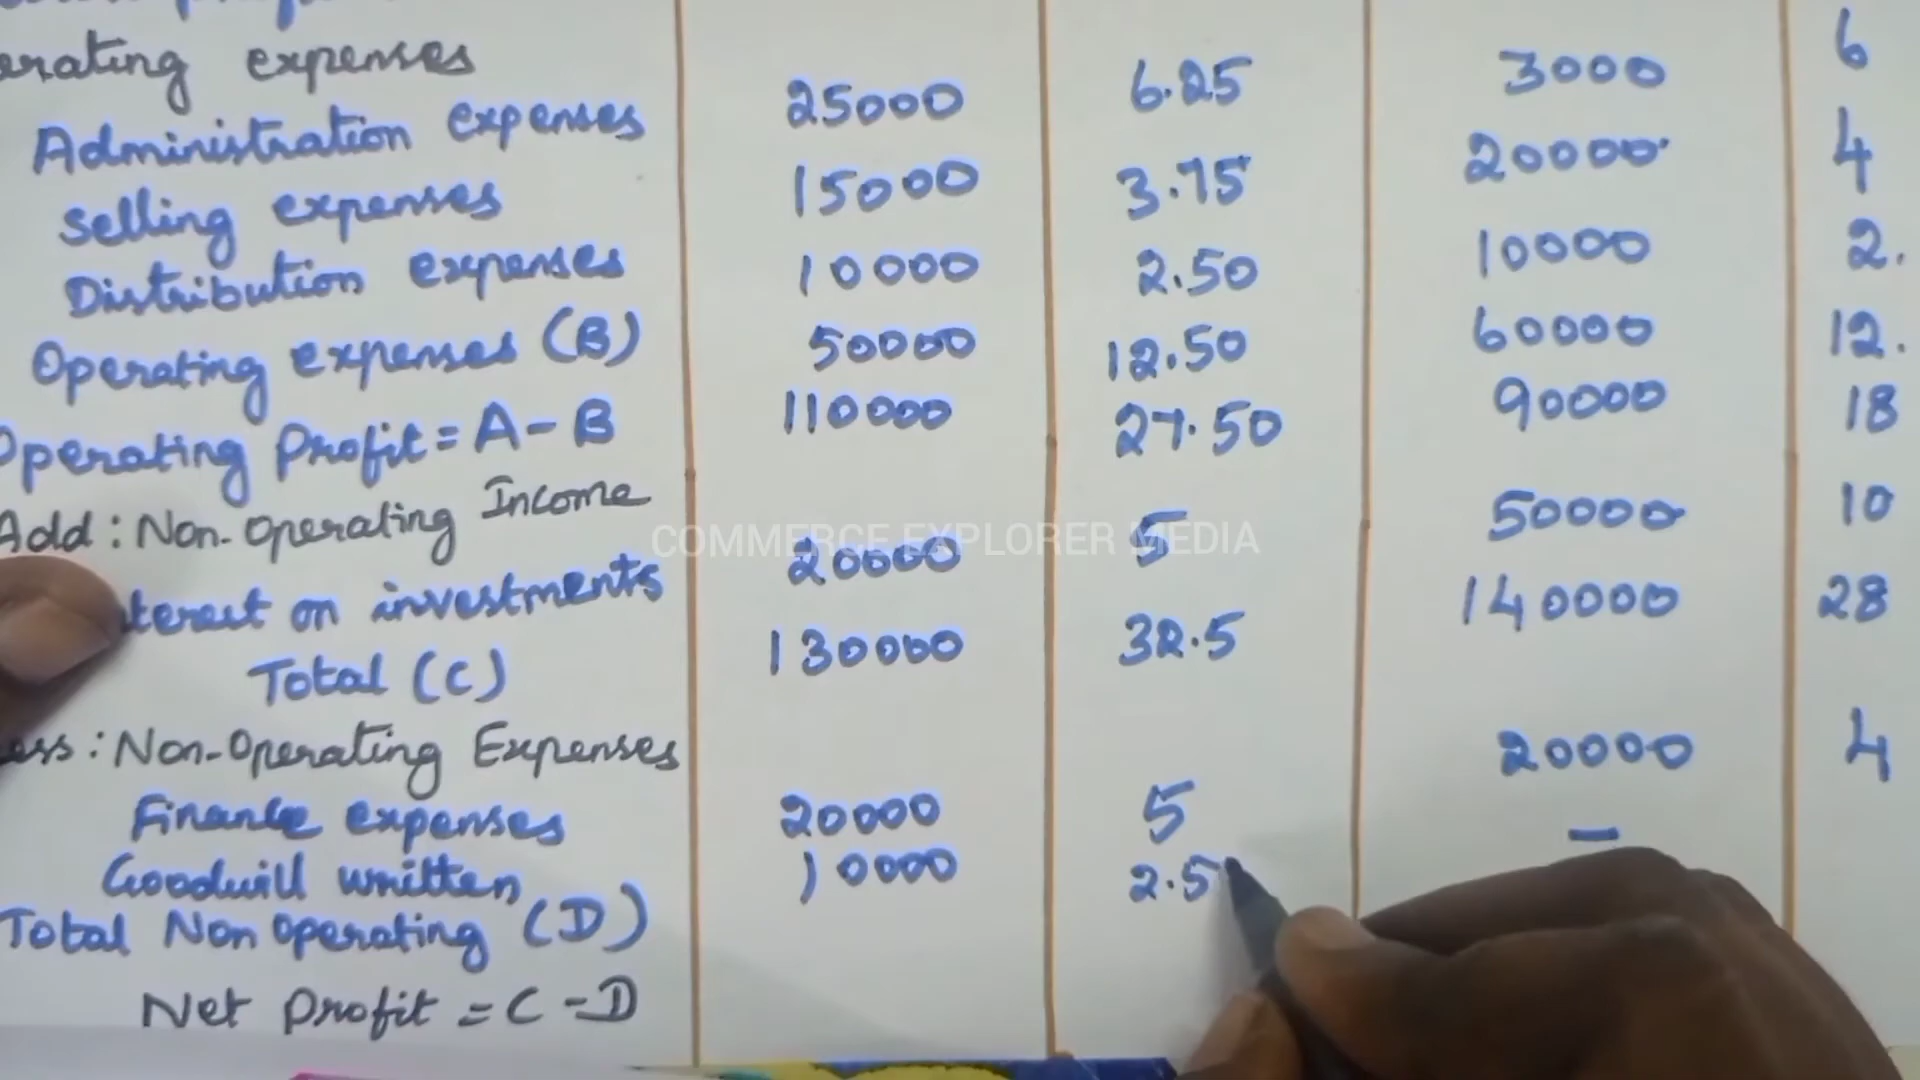 erating expenses
Administration expenses 25000 6.25 3000 6
Selling expenses 15000 3.75 20000 4
Distribution expenses 10000 2.50 10000 2.
Operating expenses (B) 50000 12.50 60000 12.
Operating Profit = A - B 110000 27.50 90000 18
Add: Non-Operating Income
terest on investments 20000 5 50000 10
Total (C) 130000 32.5 140000 28
ess: Non-Operating Expenses
Finance expenses 20000 5 20000 4
Goodwill written 10000 2.5 -
Total Non Operating (D)
Net Profit = C - D
COMMERCE EXPLORER MEDIA